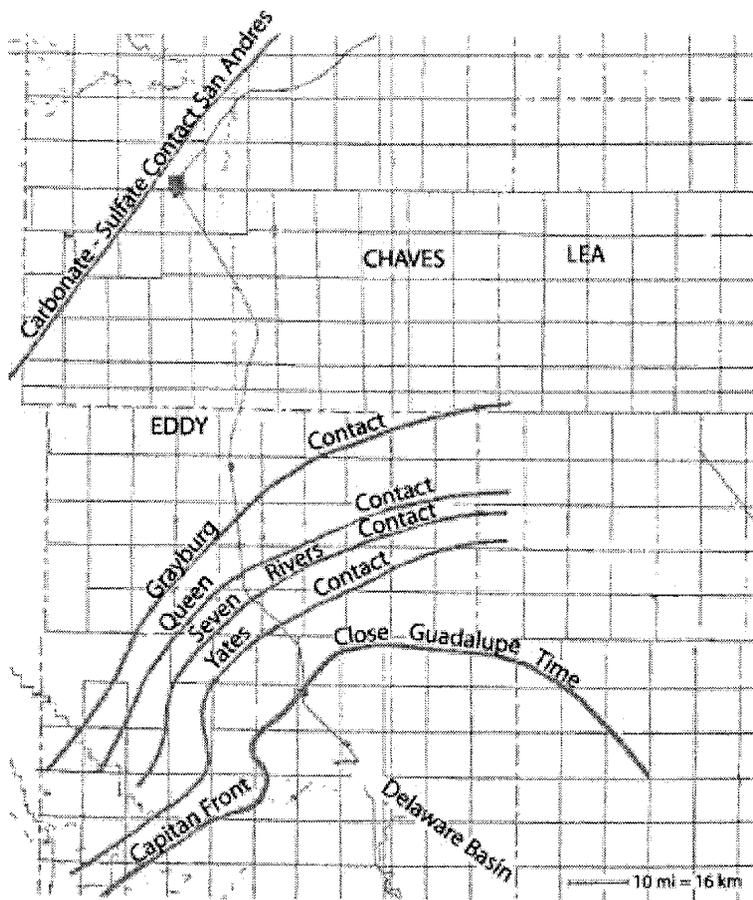 Carbonate - Sulfate Contact San Andres
CHAVES
LEA
EDDY
Grayburg Contact
Queen Contact
Seven Rivers Contact
Yates Contact
Capitan Front Close Guadalupe Time
Delaware Basin
10 mi = 16 km